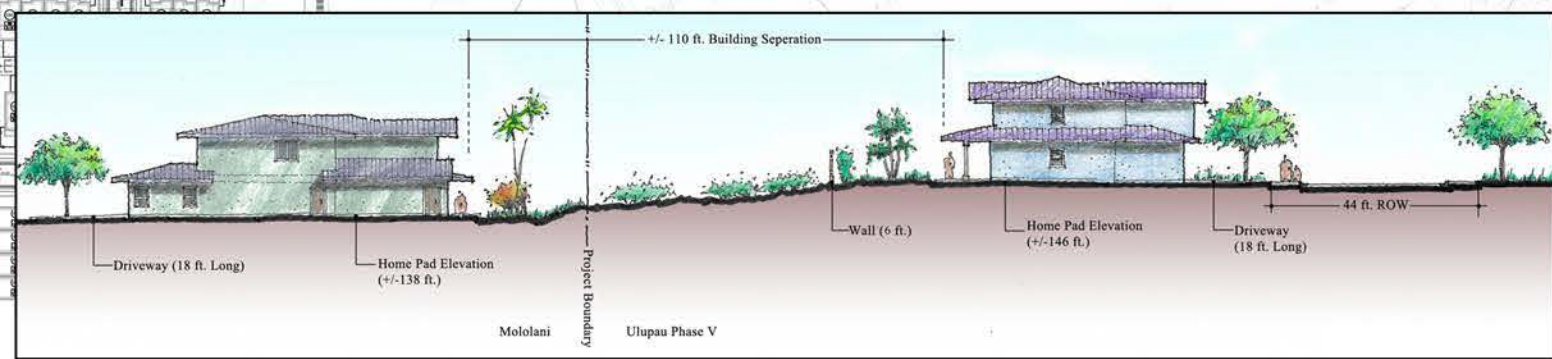 +/- 110 ft. Building Seperation
Wall (6 ft.)
44 ft. ROW
Home Pad Elevation
(+/-146 ft.)
Driveway
(18 ft. Long)
Driveway (18 ft. Long)
Home Pad Elevation
(+/-138 ft.)
Project Boundary
Mololani
Ulupau Phase V